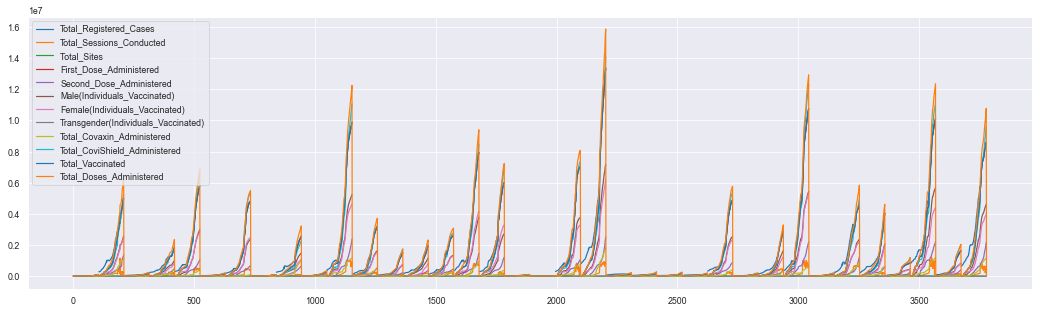 1e7
1.6
1.4
1.2
1.0
0.8
0.6
0.4
0.2
0.0
Total_Registered_Cases
Total_Sessions_Conducted
Total_Sites
First_Dose_Administered
Second_Dose_Administered
Male(Individuals_Vaccinated)
Female(Individuals_Vaccinated)
Transgender(Individuals_Vaccinated)
Total_Covaxin_Administered
Total_CoviShield_Administered
Total_Vaccinated
Total_Doses_Administered
0 500 1000 1500 2000 2500 3000 3500